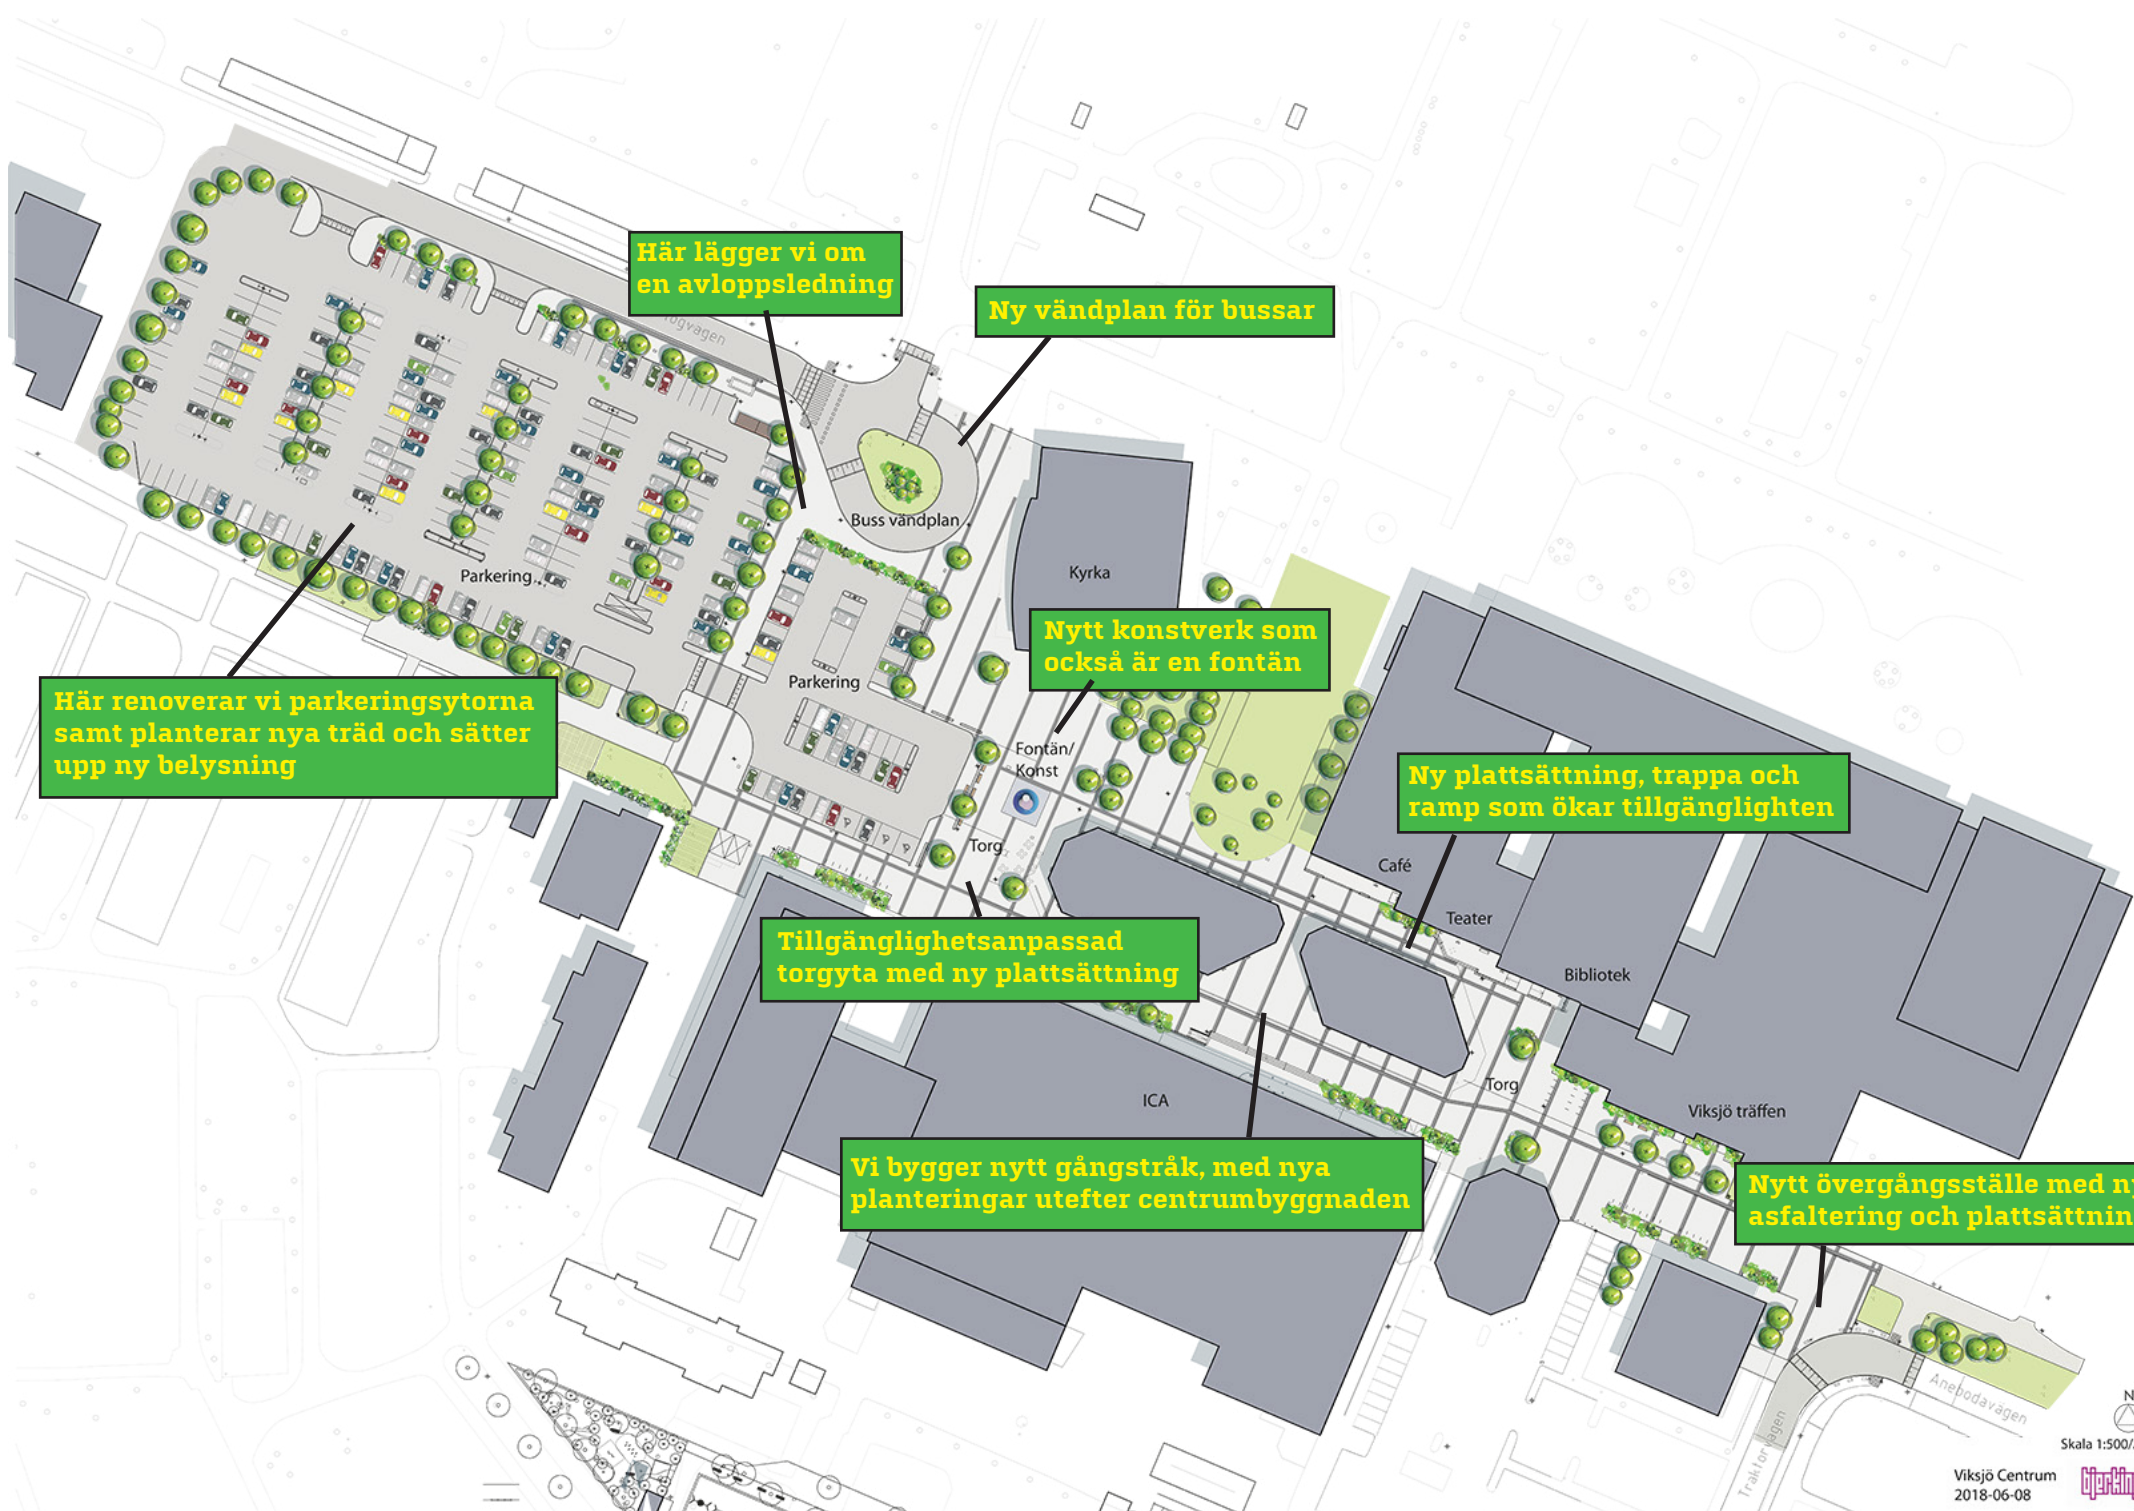 Här lägger vi om
en avloppsledning
Ny vändplan för bussar
Buss vändplan
Kyrka
Parkering
Nytt konstverk som
också är en fontän
Parkering
Här renoverar vi parkeringsytorna
samt planterar nya träd och sätter
upp ny belysning
Fontän/
Konst
Ny plattsättning, trappa och
ramp som ökar tillgänglighten
Torg
Café
Teater
Tillgänglighetsanpassad
torgyta med ny plattsättning
Bibliotek
Torg
ICA
Viksjö träffen
Vi bygger nytt gångstråk, med nya
planteringar utefter centrumbyggnaden
Nytt övergångsställe med ny
asfaltering och plattsättnin
Anebodavägen
Traktorvägen
N
Skala 1:500/
Viksjö Centrum
2018-06-08